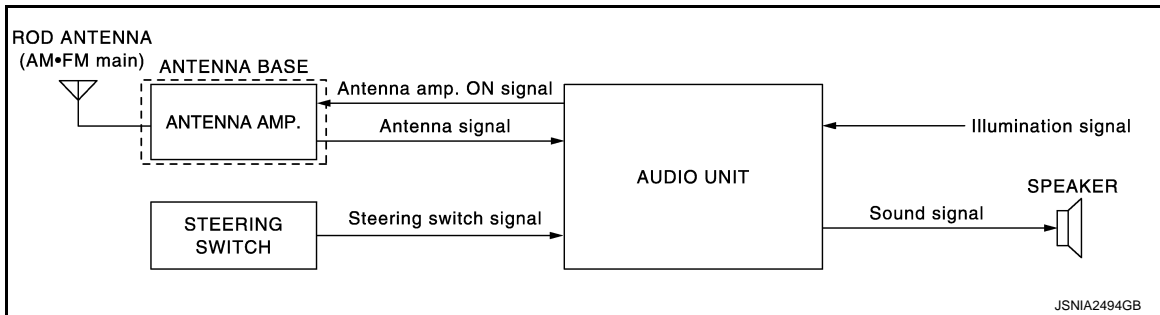 ROD ANTENNA
(AM•FM main)
ANTENNA BASE
ANTENNA AMP.
Antenna amp. ON signal
Antenna signal
STEERING
SWITCH
Steering switch signal
AUDIO UNIT
Illumination signal
SPEAKER
Sound signal
JSNIA2494GB